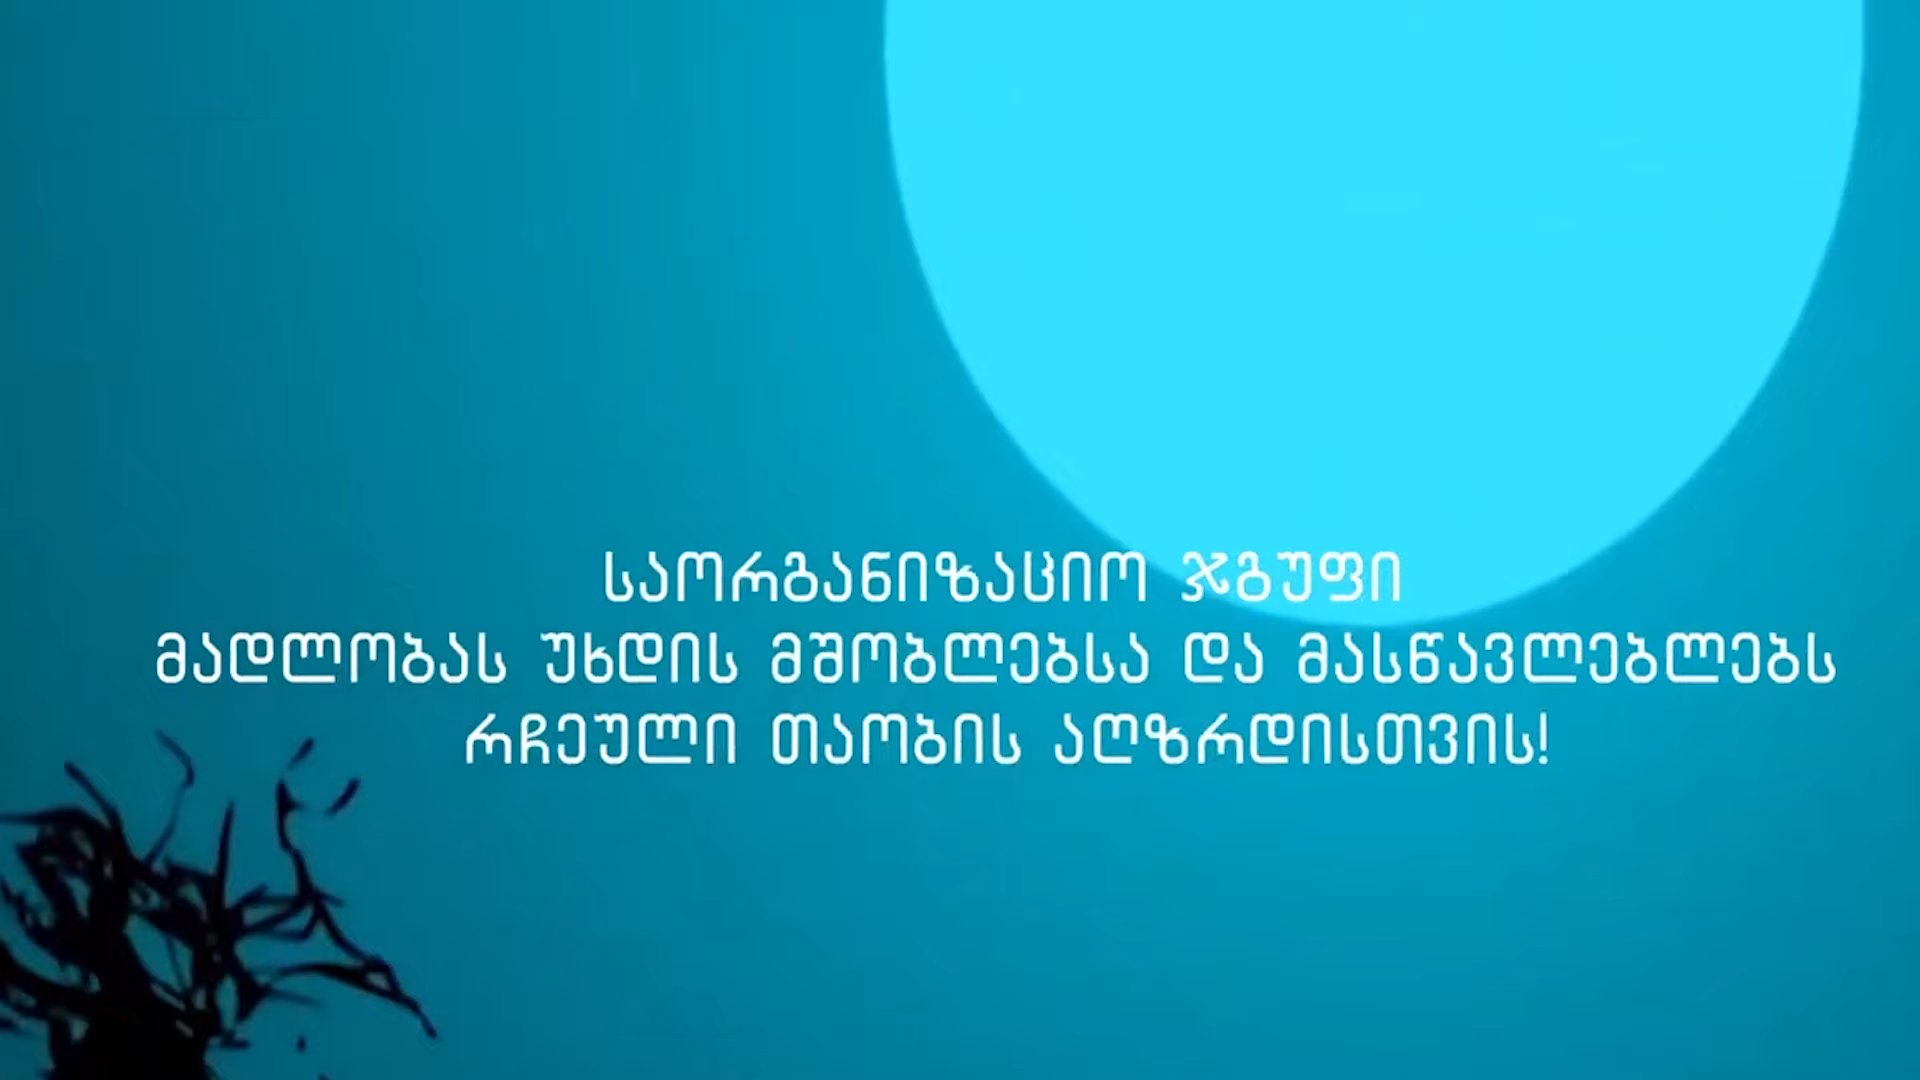 საორგანიზაციო ჯგუფი
მადლობას უხდის მშობლებსა და მასწავლებლებს
რჩეული თაობის აღზრდისთვის!